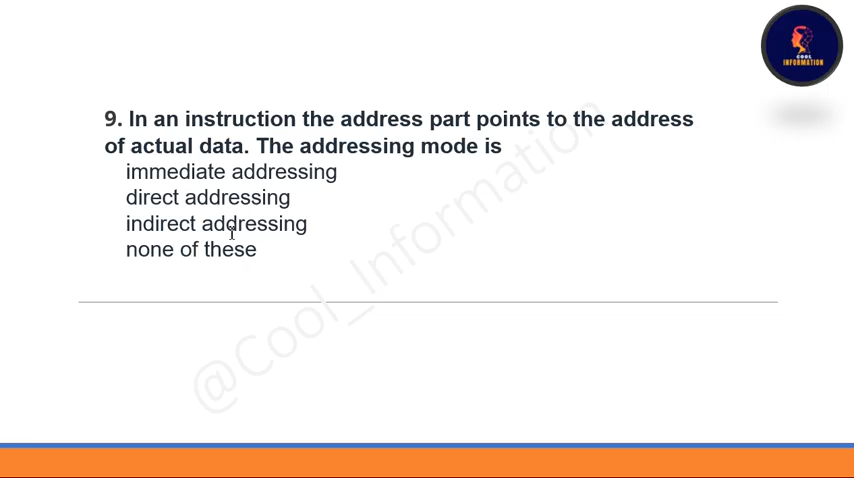 COOL
INFORMATION
9. In an instruction the address part points to the address
of actual data. The addressing mode is
immediate addressing
direct addressing
indirect addressing
none of these
@Cool_Information